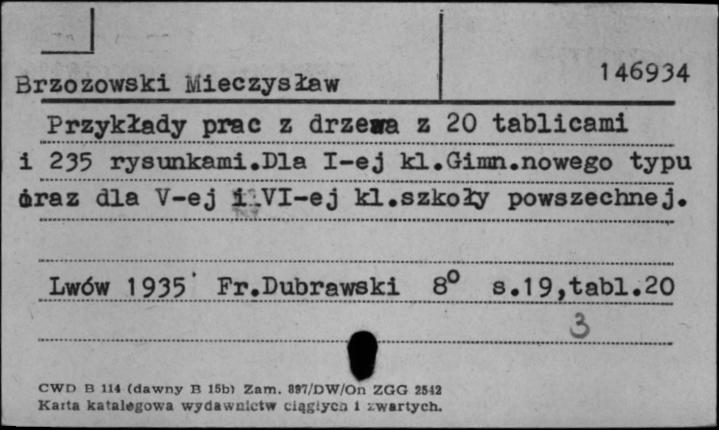 Brzozowski Mieczysław 146934
Przykłady prac z drzewa z 20 tablicami
i 235 rysunkami.Dla I-ej kl.Gimn.nowego typu
oraz dla V-ej i VI-ej kl.szkoły powszechnej.
Lwów 1935 Fr.Dubrawski 8° s.19,tabl.20
3
CWD B 114 (dawny B 15b) Zam. 897/DW/On ZGG 2542
Karta katalogowa wydawnictw ciągłych i zwartych.